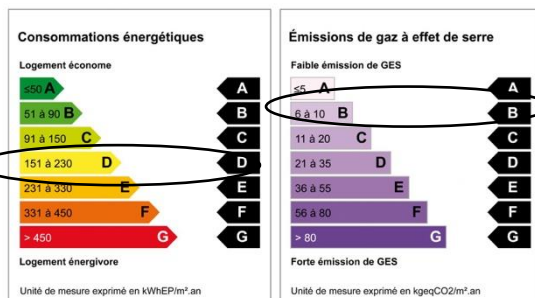 Consommations énergétiques
Logement économe
≤50 A A
51 à 90 B B
91 à 150 C C
151 à 230 D D
231 à 330 E E
331 à 450 F F
> 450 G G
Logement énergivore
Unité de mesure exprimé en kWhEP/m².an
Émissions de gaz à effet de serre
Faible émission de GES
≤5 A A
6 à 10 B B
11 à 20 C C
21 à 35 D D
36 à 55 E E
56 à 80 F F
> 80 G G
Forte émission de GES
Unité de mesure exprimé en kgeqCO2/m².an